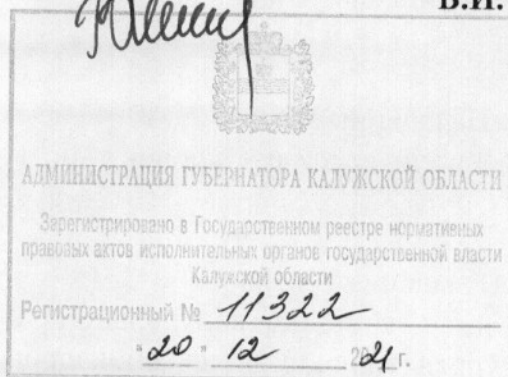 В.И.
АДМИНИСТРАЦИЯ ГУБЕРНАТОРА КАЛУЖСКОЙ ОБЛАСТИ
Зарегистрировано в Государственном реестре нормативных
правовых актов исполнительных органов государственной власти
Калужской области
Регистрационный № 11322
"20" 12 2021 г.